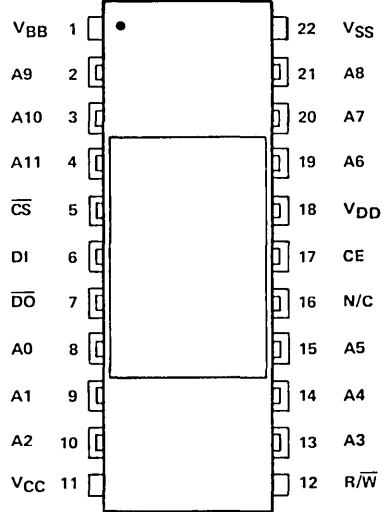 VBB 1 22 VSS
A9 2 21 A8
A10 3 20 A7
A11 4 19 A6
C̅S̅ 5 18 VDD
DI 6 17 CE
D̅O̅ 7 16 N/C
A0 8 15 A5
A1 9 14 A4
A2 10 13 A3
VCC 11 12 R/W̅